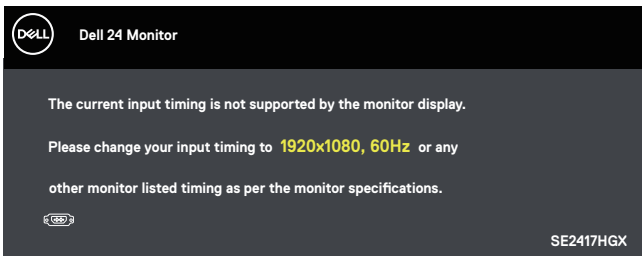 DELL
Dell 24 Monitor
The current input timing is not supported by the monitor display.
Please change your input timing to 1920x1080, 60Hz or any
other monitor listed timing as per the monitor specifications.
SE2417HGX